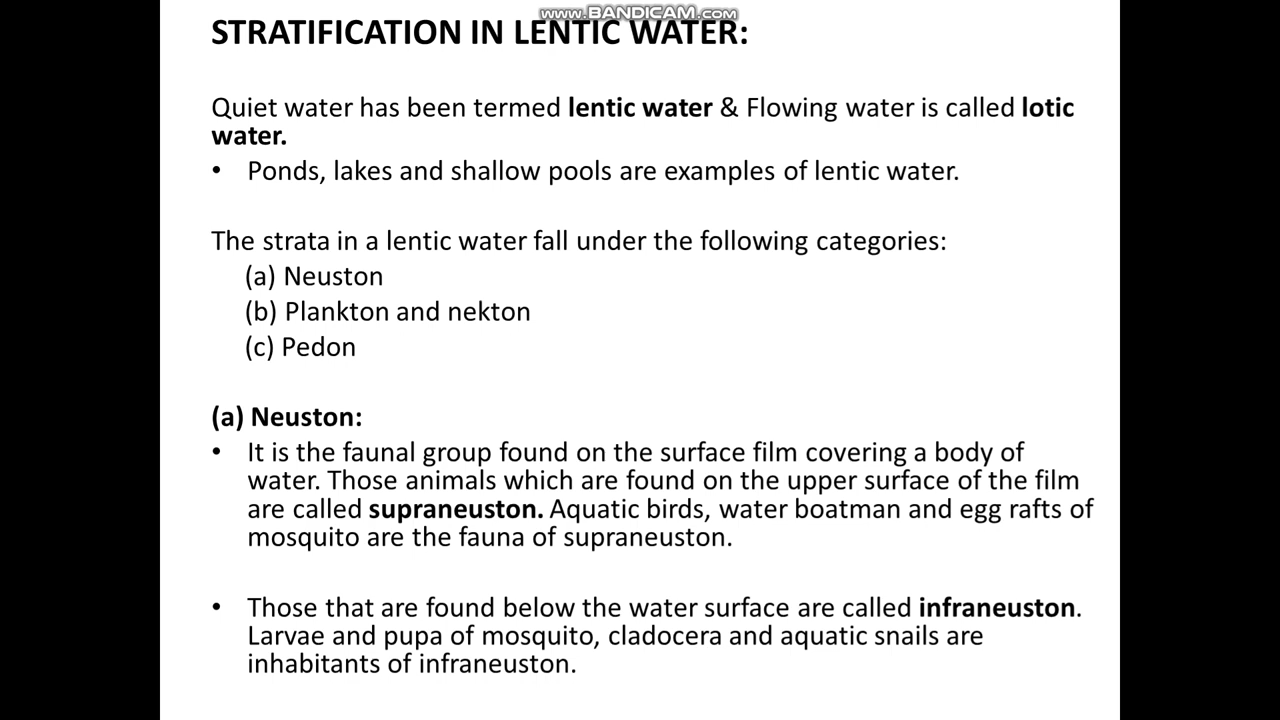 www.BANDICAM.com
STRATIFICATION IN LENTIC WATER:
Quiet water has been termed lentic water & Flowing water is called lotic
water.
• Ponds, lakes and shallow pools are examples of lentic water.
The strata in a lentic water fall under the following categories:
(a) Neuston
(b) Plankton and nekton
(c) Pedon
(a) Neuston:
• It is the faunal group found on the surface film covering a body of
water. Those animals which are found on the upper surface of the film
are called supraneuston. Aquatic birds, water boatman and egg rafts of
mosquito are the fauna of supraneuston.
• Those that are found below the water surface are called infraneuston.
Larvae and pupa of mosquito, cladocera and aquatic snails are
inhabitants of infraneuston.